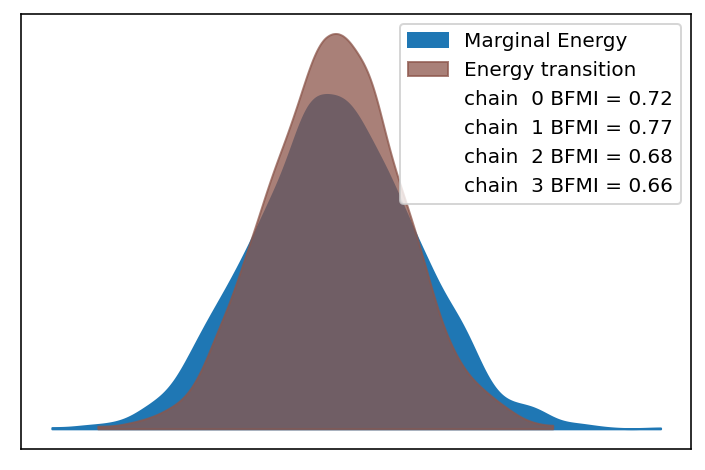 Marginal Energy
Energy transition
chain  0 BFMI = 0.72
chain  1 BFMI = 0.77
chain  2 BFMI = 0.68
chain  3 BFMI = 0.66